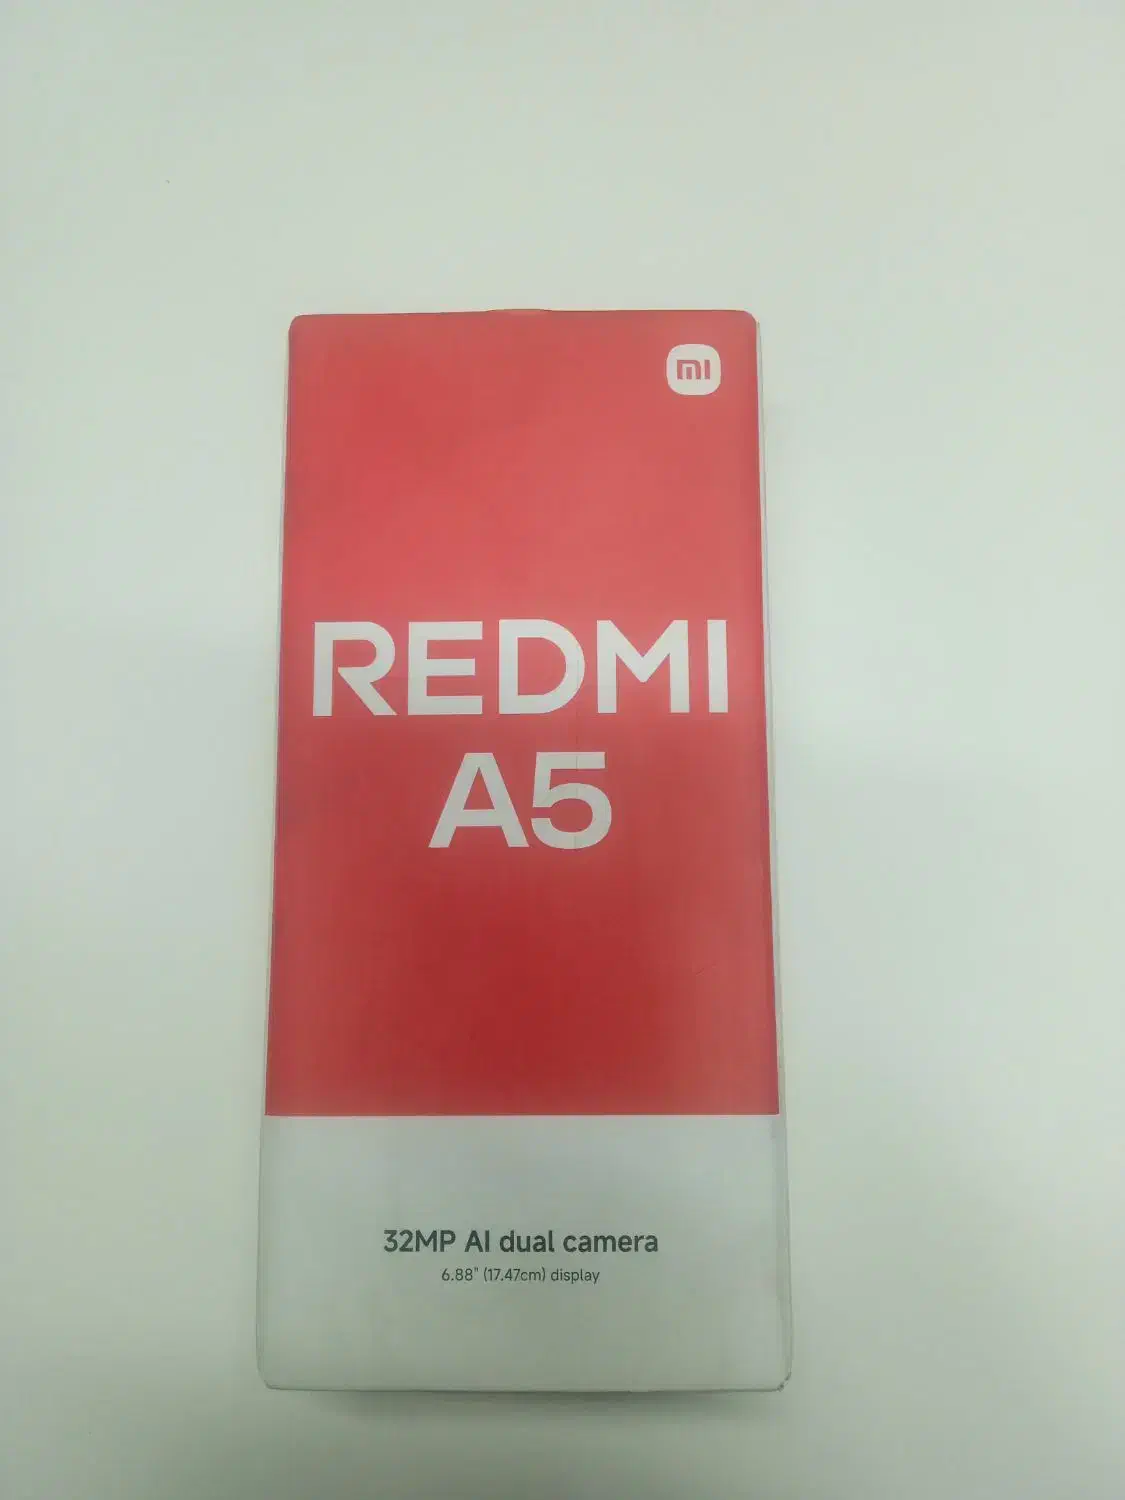 mi
REDMI
A5
32MP AI dual camera
6.88" (17.47cm) display